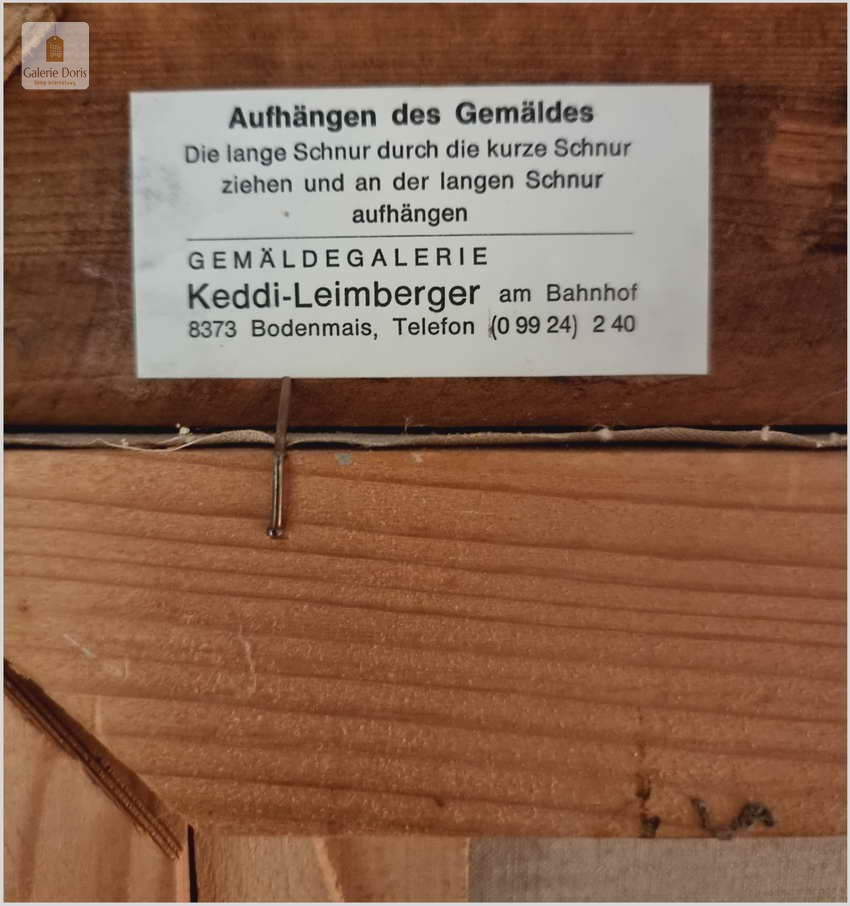 Galerie Doris
Aufhängen des Gemäldes
Die lange Schnur durch die kurze Schnur
ziehen und an der langen Schnur
aufhängen
GEMÄLDEGALERIE
Keddi-Leimberger am Bahnhof
8373 Bodenmais, Telefon (0 99 24) 2 40